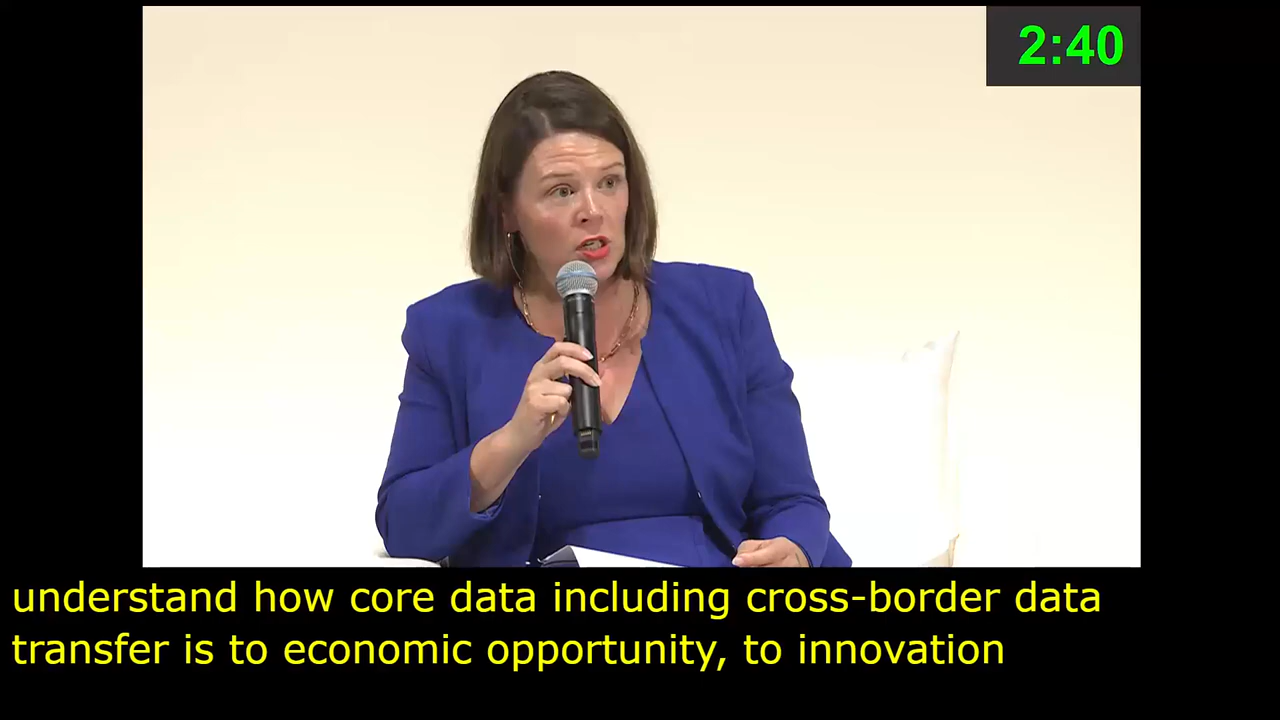 2:40
understand how core data including cross-border data
transfer is to economic opportunity, to innovation